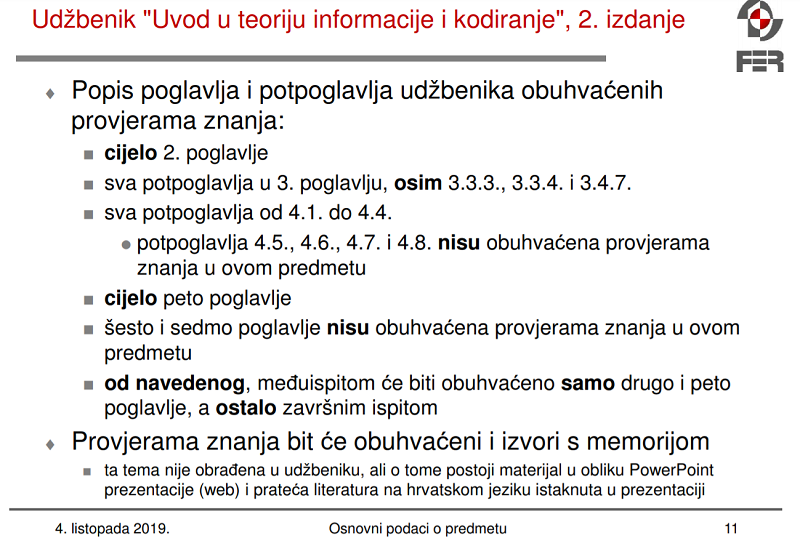 Udžbenik "Uvod u teoriju informacije i kodiranje", 2. izdanje
FER
Popis poglavlja i potpoglavlja udžbenika obuhvaćenih
provjerama znanja:
cijelo 2. poglavlje
sva potpoglavlja u 3. poglavlju, osim 3.3.3., 3.3.4. i 3.4.7.
sva potpoglavlja od 4.1. do 4.4.
potpoglavlja 4.5., 4.6., 4.7. i 4.8. nisu obuhvaćena provjerama
znanja u ovom predmetu
cijelo peto poglavlje
šesto i sedmo poglavlje nisu obuhvaćena provjerama znanja u ovom
predmetu
od navedenog, međuispitom će biti obuhvaćeno samo drugo i peto
poglavlje, a ostalo završnim ispitom
Provjerama znanja bit će obuhvaćeni i izvori s memorijom
ta tema nije obrađena u udžbeniku, ali o tome postoji materijal u obliku PowerPoint
prezentacije (web) i prateća literatura na hrvatskom jeziku istaknuta u prezentaciji
4. listopada 2019.
Osnovni podaci o predmetu
11